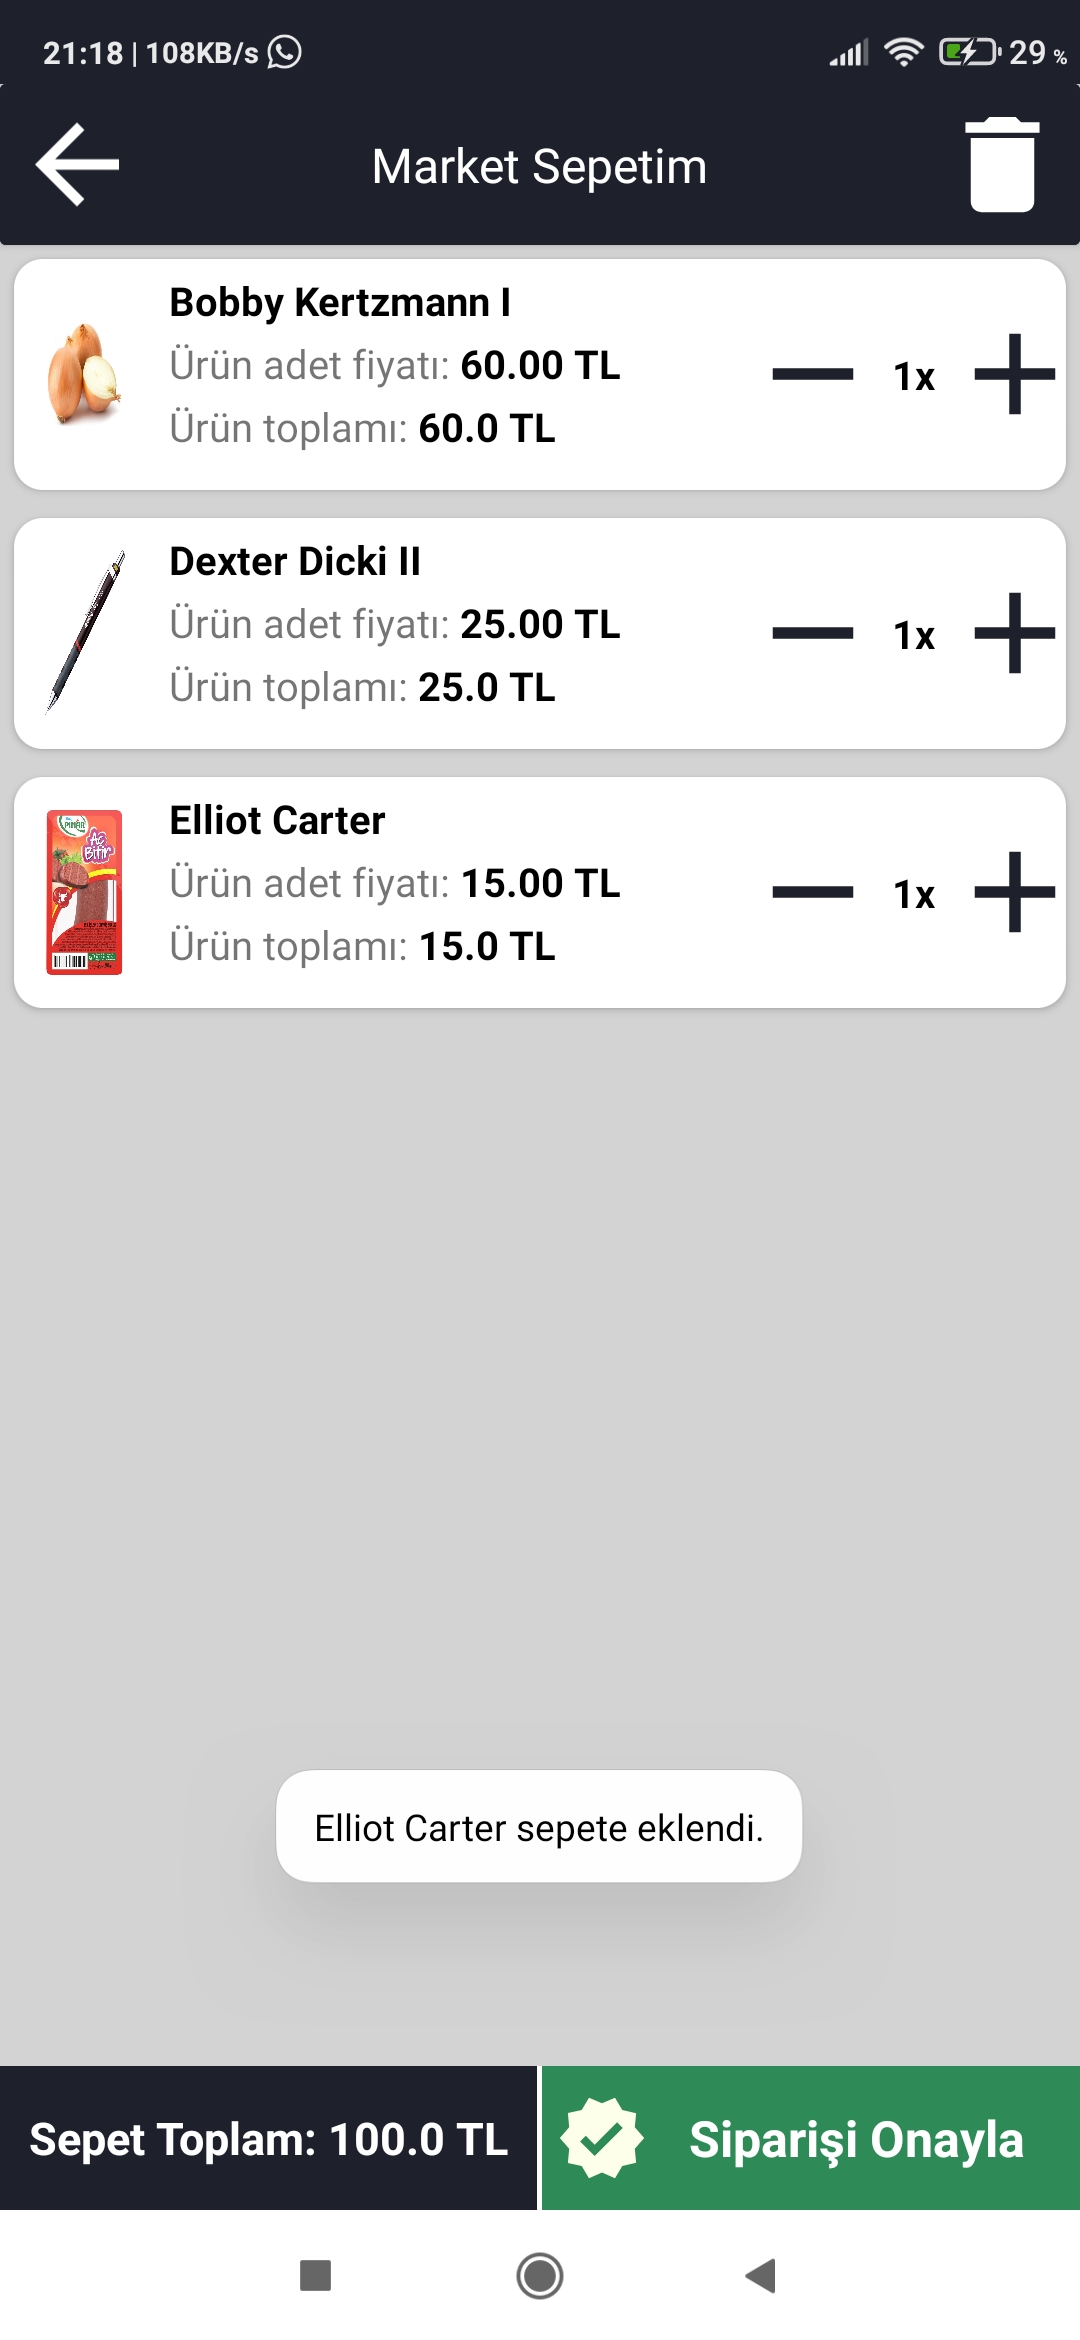 21:18 | 108KB/s
29 %
Market Sepetim
Bobby Kertzmann I
Ürün adet fiyatı: 60.00 TL
Ürün toplamı: 60.0 TL
1x
Dexter Dicki II
Ürün adet fiyatı: 25.00 TL
Ürün toplamı: 25.0 TL
1x
PINAR
Aç
Bitir
Elliot Carter
Ürün adet fiyatı: 15.00 TL
Ürün toplamı: 15.0 TL
1x
Elliot Carter sepete eklendi.
Sepet Toplam: 100.0 TL
Siparişi Onayla